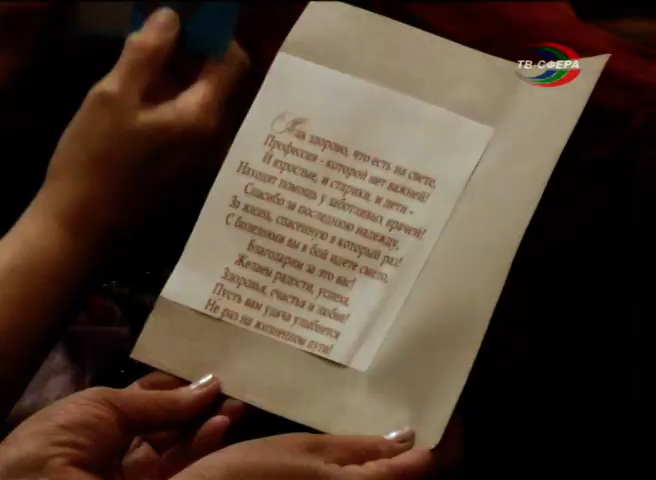 ТВ-СФЕРА
Как здорово, что есть на свете,
Профессия - которой нет важней!
И взрослые, и старики, и дети -
Находят помощь у заботливых врачей!
Спасибо за последнюю надежду,
За жизнь, спасенную в который раз!
С болезнями вы в бой идете смело,
Благодарим за это вас!
Желаем радости, успеха,
Здоровья, счастья и любви!
Пусть вам удача улыбнется
Не раз на жизненном пути!